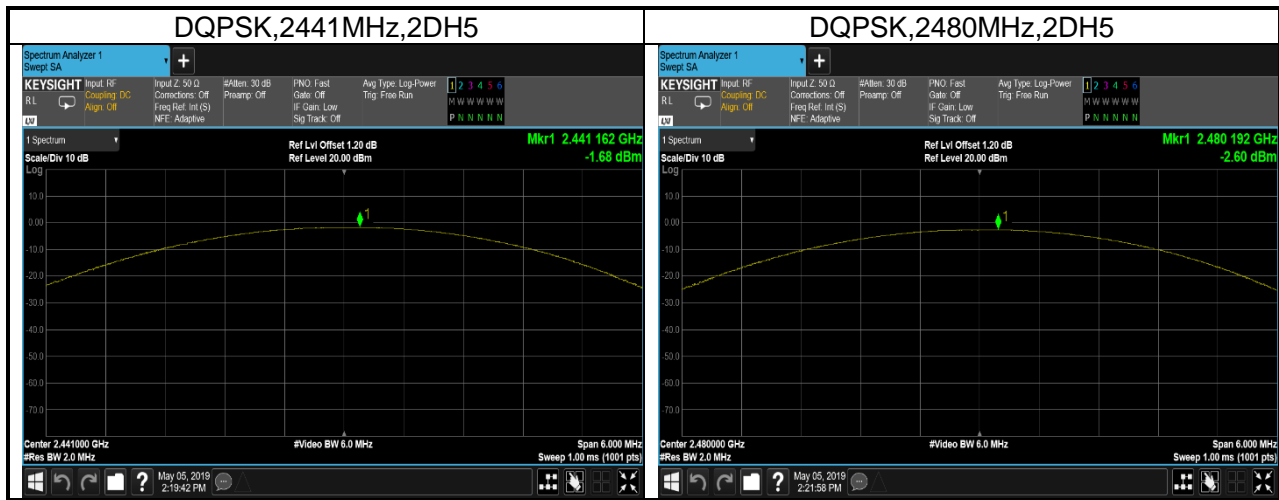 DQPSK,2441MHz,2DH5
Spectrum Analyzer 1
Swept SA
+
KEYSIGHT Input: RF Input Z: 50 Ω #Atten: 30 dB PNO: Fast Avg Type: Log-Power 1 2 3 4 5 6
R L Coupling: DC Corrections: Off Preamp: Off Gate: Off Trig: Free Run
Align: Off Freq Ref: Int (S) IF Gain: Low M W W W W W
LXI NFE: Adaptive Sig Track: Off P N N N N N
1 Spectrum Ref Lvl Offset 1.20 dB Mkr1 2.441 162 GHz
Scale/Div 10 dB Ref Level 20.00 dBm -1.68 dBm
Log
10.0
1
0.00
-10.0
-20.0
-30.0
-40.0
-50.0
-60.0
-70.0
Center 2.441000 GHz #Video BW 6.0 MHz Span 6.000 MHz
#Res BW 2.0 MHz Sweep 1.00 ms (1001 pts)
? May 05, 2019
2:19:42 PM
DQPSK,2480MHz,2DH5
Spectrum Analyzer 1
Swept SA
+
KEYSIGHT Input: RF Input Z: 50 Ω #Atten: 30 dB PNO: Fast Avg Type: Log-Power 1 2 3 4 5 6
R L Coupling: DC Corrections: Off Preamp: Off Gate: Off Trig: Free Run
Align: Off Freq Ref: Int (S) IF Gain: Low M W W W W W
LXI NFE: Adaptive Sig Track: Off P N N N N N
1 Spectrum Ref Lvl Offset 1.20 dB Mkr1 2.480 192 GHz
Scale/Div 10 dB Ref Level 20.00 dBm -2.60 dBm
Log
10.0
1
0.00
-10.0
-20.0
-30.0
-40.0
-50.0
-60.0
-70.0
Center 2.480000 GHz #Video BW 6.0 MHz Span 6.000 MHz
#Res BW 2.0 MHz Sweep 1.00 ms (1001 pts)
? May 05, 2019
2:21:58 PM